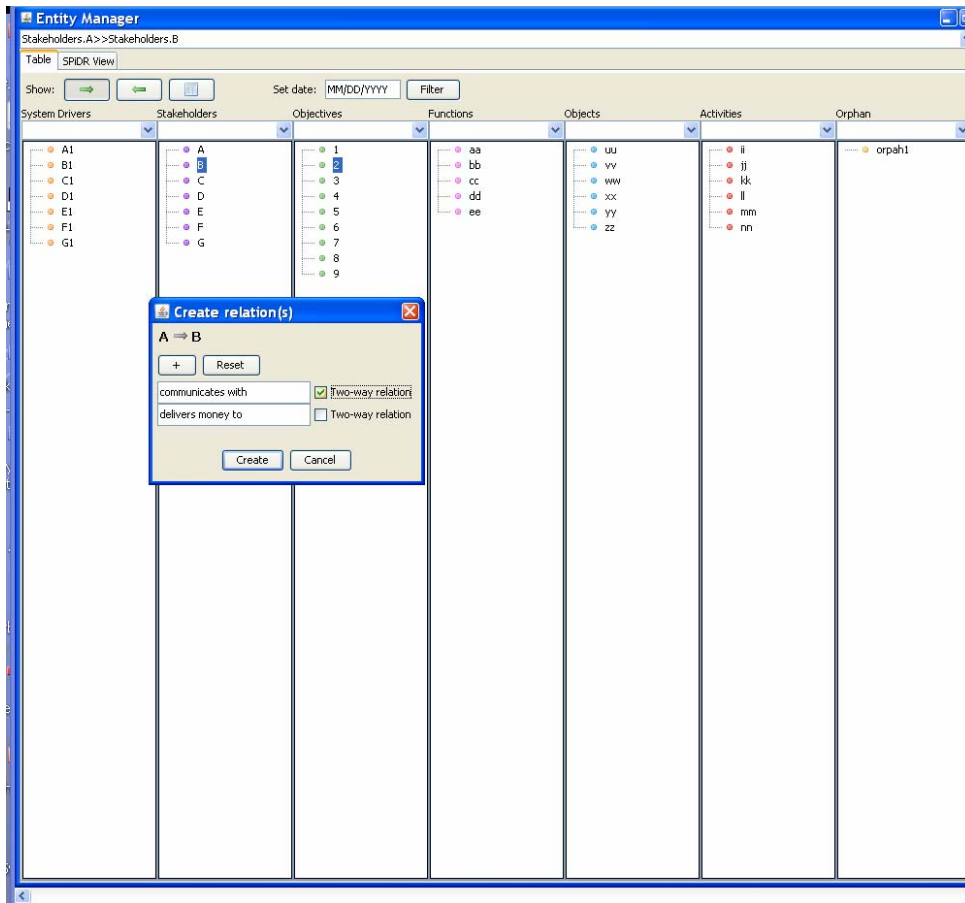 Entity Manager
Stakeholders.A>>Stakeholders.B
Table SPiDR View
Show: Set date: MM/DD/YYYY Filter
System Drivers Stakeholders Objectives Functions Objects Activities Orphan
A1 A 1 aa uu ii orpah1
B1 B 2 bb vv jj
C1 C 3 cc ww kk
D1 D 4 dd xx ll
E1 E 5 ee yy mm
F1 F 6 zz nn
G1 G 7
8
9
Create relation(s)
A ⇒ B
+ Reset
communicates with Two-way relation
delivers money to Two-way relation
Create Cancel